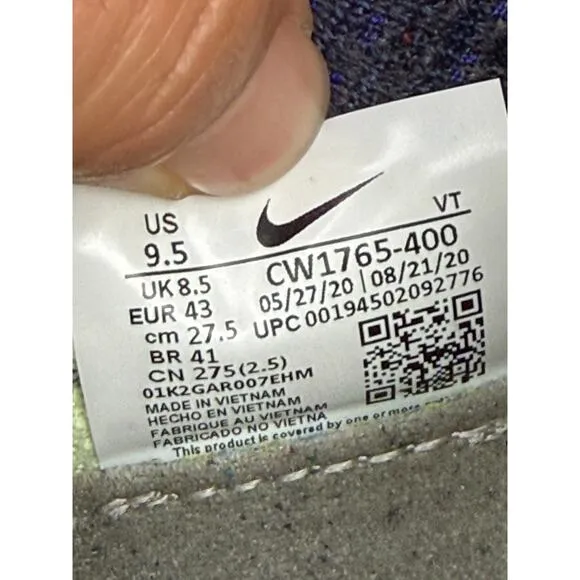 US
9.5
VT
UK 8.5
EUR 43
cm 27.5
BR 41
CN 275(2.5)
CW1765-400
05/27/20 | 08/21/20
UPC 00194502092776
01K2GAR007EHM
MADE IN VIETNAM
HECHO EN VIETNAM
FABRIQUE AU VIETNAM
FABRICADO NO VIETNA
This product is covered by one or more